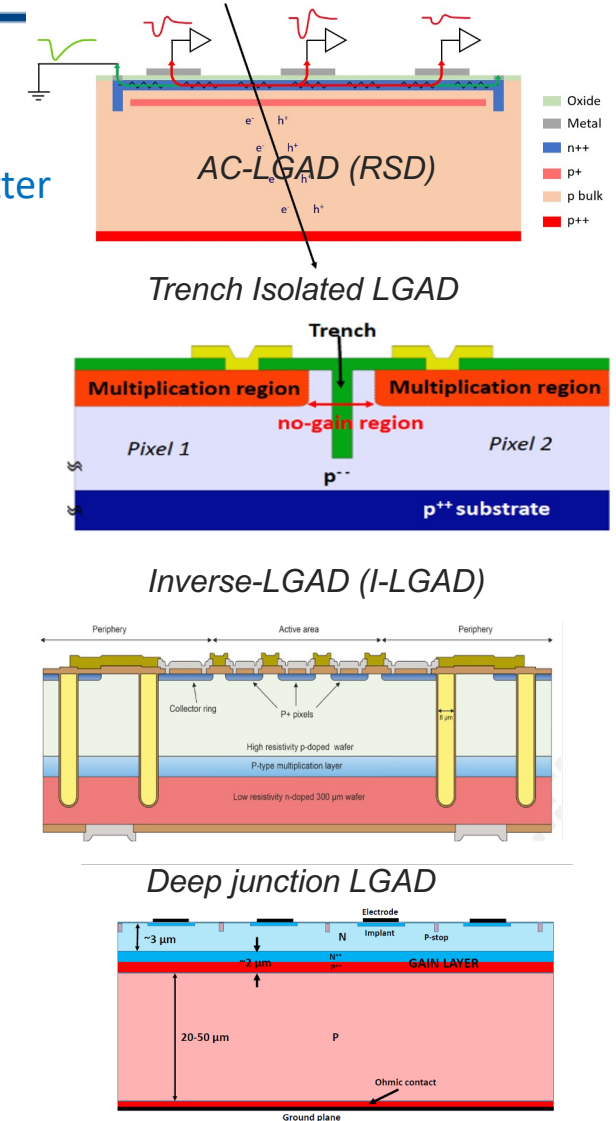 Oxide
Metal
n++
p+
p bulk
p++
e- h+
e- h+
AC-LGAD (RSD)
e- h+
e- h+
tter
Trench Isolated LGAD
Trench
Multiplication region
Multiplication region
no-gain region
Pixel 1
Pixel 2
p--
p++ substrate
Inverse-LGAD (I-LGAD)
Periphery
Active area
Periphery
Collector ring
P+ pixels
8 µm
High resistivity p-doped wafer
P-type multiplication layer
Low resistivity n-doped 300 µm wafer
Deep junction LGAD
Electrode
~3 µm
N
Implant
P-stop
~2 µm
N++
P++
GAIN LAYER
20-50 µm
P
Ohmic contact
Ground plane